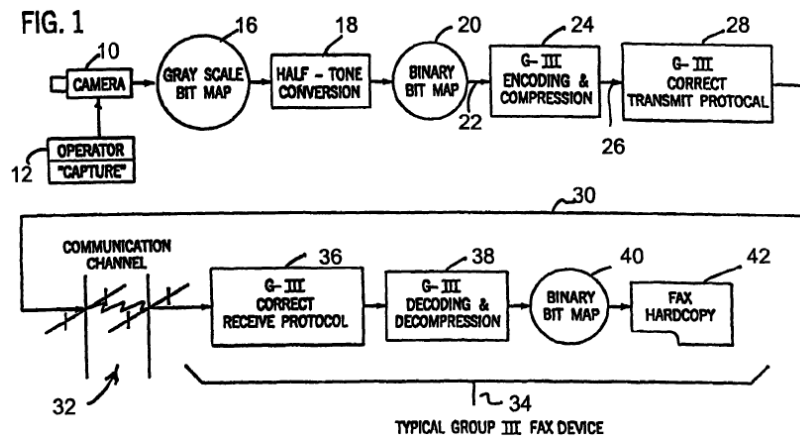 FIG. 1
10
16
18
20
24
28
CAMERA
GRAY SCALE
BIT MAP
HALF - TONE
CONVERSION
BINARY
BIT MAP
G-III
ENCODING &
COMPRESSION
G-III
CORRECT
TRANSMIT PROTOCAL
22
26
12
OPERATOR
"CAPTURE"
30
COMMUNICATION
CHANNEL
36
38
40
42
G-III
CORRECT
RECEIVE PROTOCOL
G-III
DECODING &
DECOMPRESSION
BINARY
BIT MAP
FAX
HARDCOPY
32
34
TYPICAL GROUP III FAX DEVICE